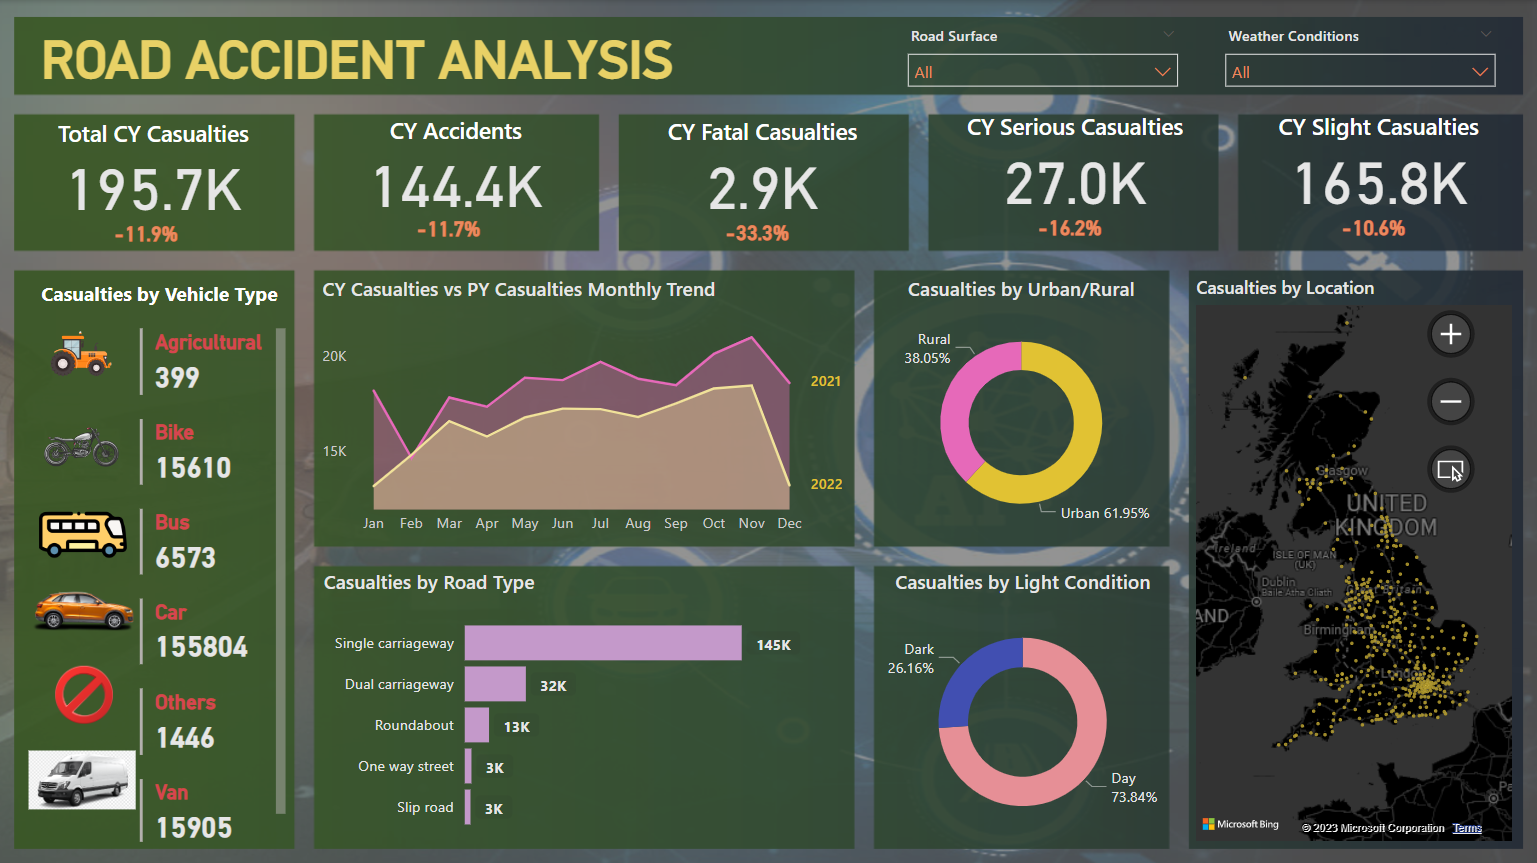 ROAD ACCIDENT ANALYSIS
Road Surface
All
Weather Conditions
All
Total CY Casualties
195.7K
-11.9%
CY Accidents
144.4K
-11.7%
CY Fatal Casualties
2.9K
-33.3%
CY Serious Casualties
27.0K
-16.2%
CY Slight Casualties
165.8K
-10.6%
Casualties by Vehicle Type
Agricultural
399
Bike
15610
Bus
6573
Car
155804
Others
1446
Van
15905
CY Casualties vs PY Casualties Monthly Trend
20K
15K
2021
2022
Jan Feb Mar Apr May Jun Jul Aug Sep Oct Nov Dec
Casualties by Road Type
Single carriageway 145K
Dual carriageway 32K
Roundabout 13K
One way street 3K
Slip road 3K
Casualties by Urban/Rural
Rural
38.05%
Urban 61.95%
Casualties by Light Condition
Dark
26.16%
Day
73.84%
Casualties by Location
Glasgow
UNITED
KINGDOM
Ireland
ISLE OF MAN
(UK)
Dublin
Baile Átha Cliath
Birmingham
London
Microsoft Bing
© 2023 Microsoft Corporation Terms